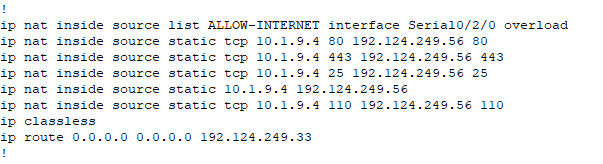 !
ip nat inside source list ALLOW-INTERNET interface Serial0/2/0 overload
ip nat inside source static tcp 10.1.9.4 80 192.124.249.56 80
ip nat inside source static tcp 10.1.9.4 443 192.124.249.56 443
ip nat inside source static tcp 10.1.9.4 25 192.124.249.56 25
ip nat inside source static 10.1.9.4 192.124.249.56
ip nat inside source static tcp 10.1.9.4 110 192.124.249.56 110
ip classless
ip route 0.0.0.0 0.0.0.0 192.124.249.33
!